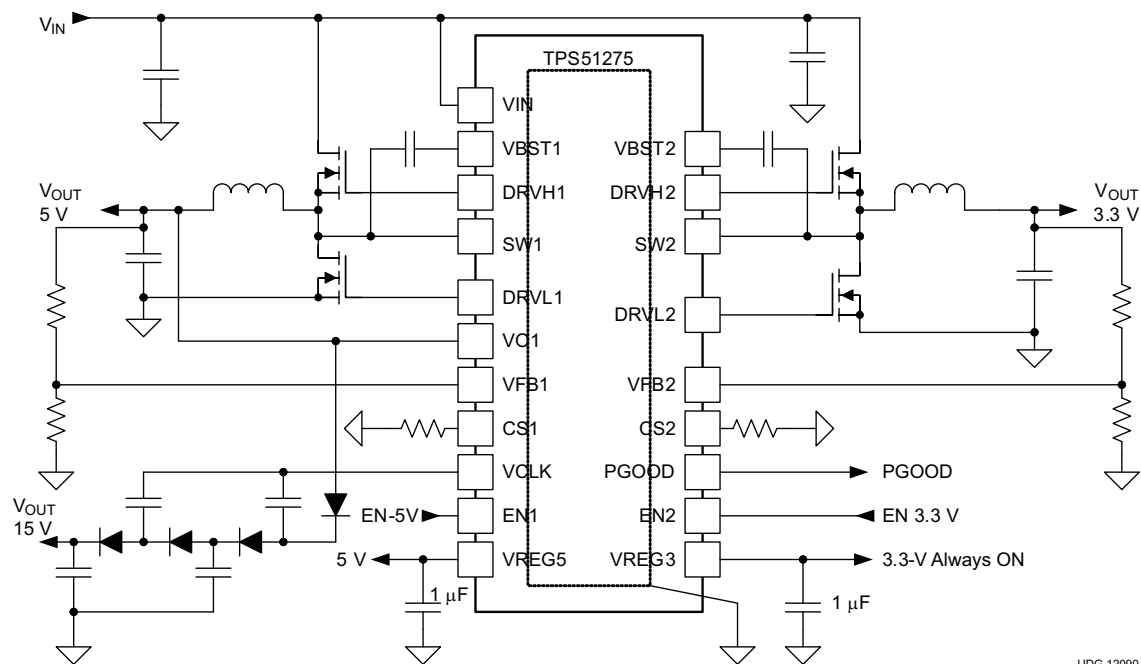 VIN
TPS51275
VIN
VBST1
VBST2
DRVH1
DRVH2
VOUT
5 V
VOUT
3.3 V
SW1
SW2
DRVL1
DRVL2
VO1
VFB1
VFB2
CS1
CS2
VCLK
PGOOD
PGOOD
VOUT
15 V
EN-5V
EN1
EN2
EN 3.3 V
5 V
VREG5
VREG3
3.3-V Always ON
1 μF
1 μF
UDG-12090